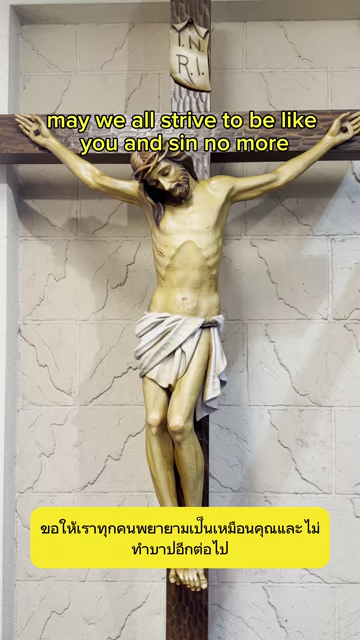 I N
R.I.
may we all strive to be like
you and sin no more
ขอให้เราทุกคนพยายามเป็นเหมือนคุณและ ไม่
ทำบาปอีกต่อไป